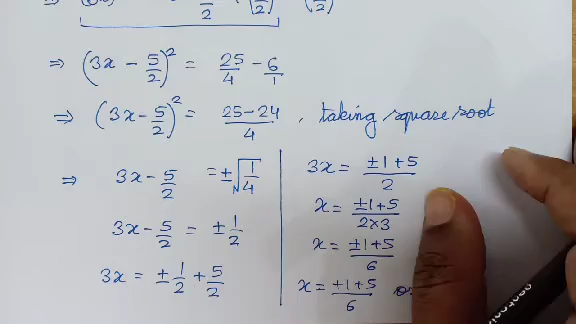 ⇒ (3x − 5/2)² = 25/4 − 6/1
⇒ (3x − 5/2)² = (25−24)/4 , taking square root
⇒ 3x − 5/2 = ±√(1/4)
3x − 5/2 = ± 1/2
3x = ± 1/2 + 5/2
3x = (±1+5)/2
x = (±1+5)/(2×3)
x = (±1+5)/6
x = (+1+5)/6